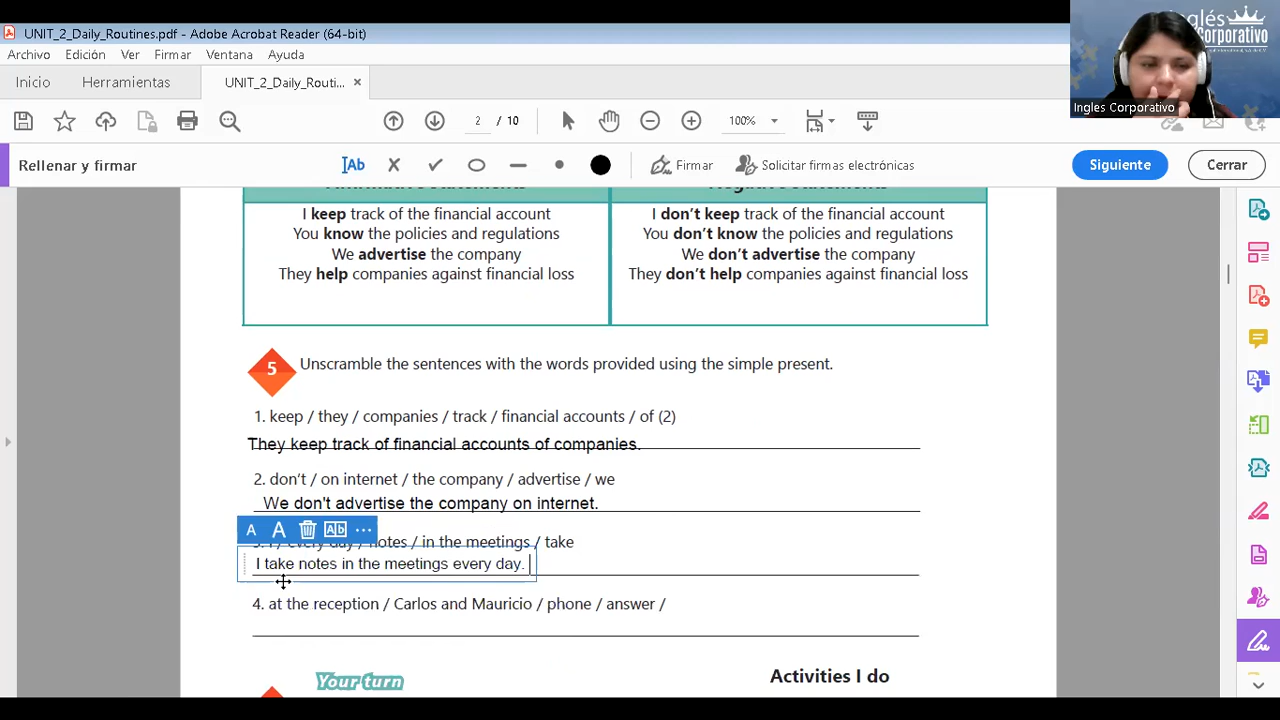 UNIT_2_Daily_Routines.pdf - Adobe Acrobat Reader (64-bit)
Archivo Edición Ver Firmar Ventana Ayuda
Inicio Herramientas UNIT_2_Daily_Routi... ×
2 / 10 100%
Inglés Corporativo
Ingles Corporativo
Rellenar y firmar Ab Firmar Solicitar firmas electrónicas Siguiente Cerrar
I keep track of the financial account
You know the policies and regulations
We advertise the company
They help companies against financial loss
I don't keep track of the financial account
You don't know the policies and regulations
We don't advertise the company
They don't help companies against financial loss
5 Unscramble the sentences with the words provided using the simple present.
1. keep / they / companies / track / financial accounts / of (2)
They keep track of financial accounts of companies.
2. don't / on internet / the company / advertise / we
We don't advertise the company on internet.
A A Ab ...
3. I / every day / notes / in the meetings / take
I take notes in the meetings every day.
4. at the reception / Carlos and Mauricio / phone / answer /
Your turn
Activities I do